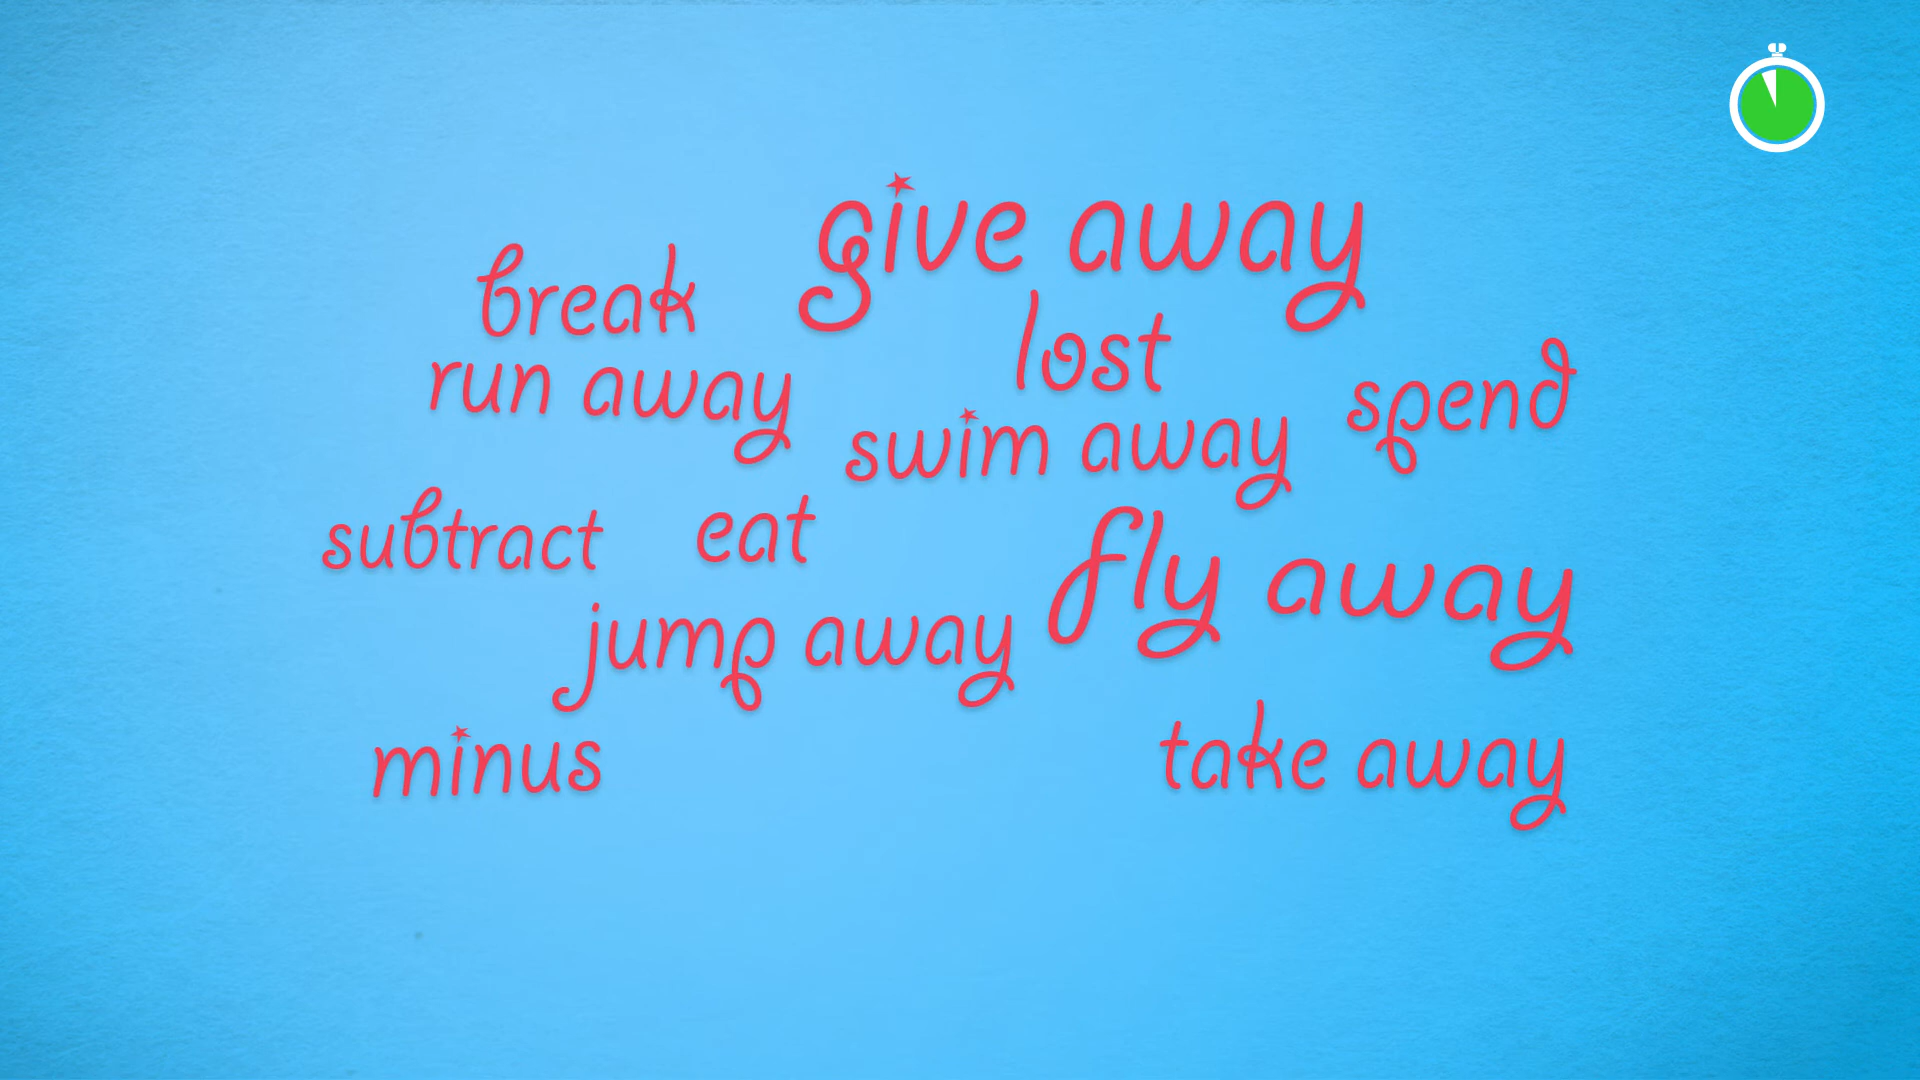 give away
break
lost
run away
spend
swim away
subtract
eat
fly away
jump away
minus
take away